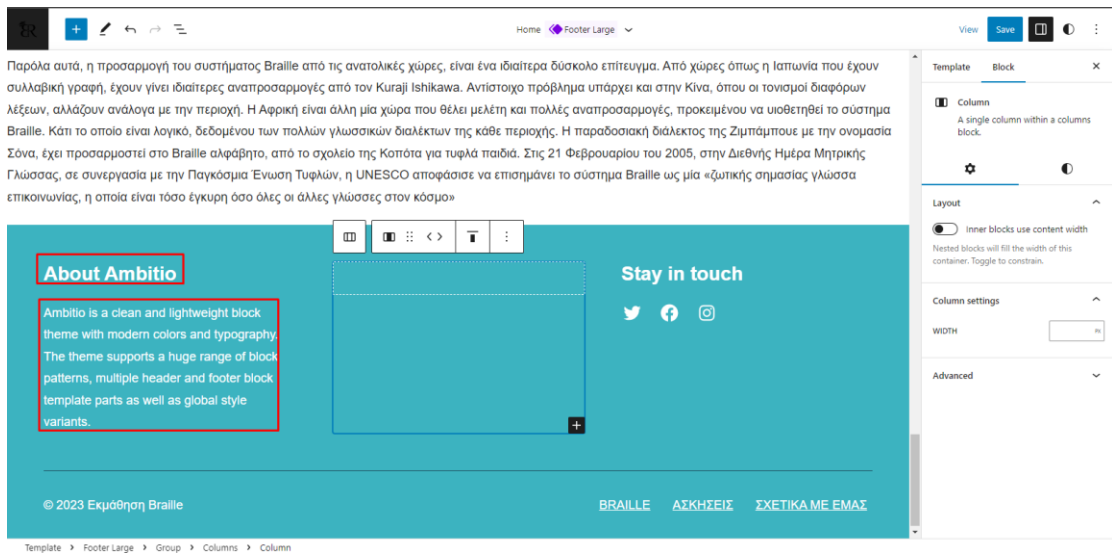 Home Footer Large
View Save
Παρόλα αυτά, η προσαρμογή του συστήματος Braille από τις ανατολικές χώρες, είναι ένα ιδιαίτερα δύσκολο επίτευγμα. Από χώρες όπως η Ιαπωνία που έχουν
συλλαβική γραφή, έχουν γίνει ιδιαίτερες αναπροσαρμογές από τον Kuraji Ishikawa. Αντίστοιχο πρόβλημα υπάρχει και στην Κίνα, όπου οι τονισμοί διαφόρων
λέξεων, αλλάζουν ανάλογα με την περιοχή. Η Αφρική είναι άλλη μία χώρα που θέλει μελέτη και πολλές αναπροσαρμογές, προκειμένου να υιοθετηθεί το σύστημα
Braille. Κάτι το οποίο είναι λογικό, δεδομένου των πολλών γλωσσικών διαλέκτων της κάθε περιοχής. Η παραδοσιακή διάλεκτος της Ζιμπάμπουε με την ονομασία
Σόνα, έχει προσαρμοστεί στο Braille αλφάβητο, από το σχολείο της Κοπότα για τυφλά παιδιά. Στις 21 Φεβρουαρίου του 2005, στην Διεθνής Ημέρα Μητρικής
Γλώσσας, σε συνεργασία με την Παγκόσμια Ένωση Τυφλών, η UNESCO αποφάσισε να επισημάνει το σύστημα Braille ως μία «ζωτικής σημασίας γλώσσα
επικοινωνίας, η οποία είναι τόσο έγκυρη όσο όλες οι άλλες γλώσσες στον κόσμο»
About Ambitio
Ambitio is a clean and lightweight block
theme with modern colors and typography.
The theme supports a huge range of block
patterns, multiple header and footer block
template parts as well as global style
variants.
Stay in touch
© 2023 Εκμάθηση Braille
BRAILLE ΑΣΚΗΣΕΙΣ ΣΧΕΤΙΚΑ ΜΕ ΕΜΑΣ
Template Block
Column
A single column within a columns
block.
Layout
Inner blocks use content width
Nested blocks will fill the width of this
container. Toggle to constrain.
Column settings
WIDTH
Advanced
Template > Footer Large > Group > Columns > Column